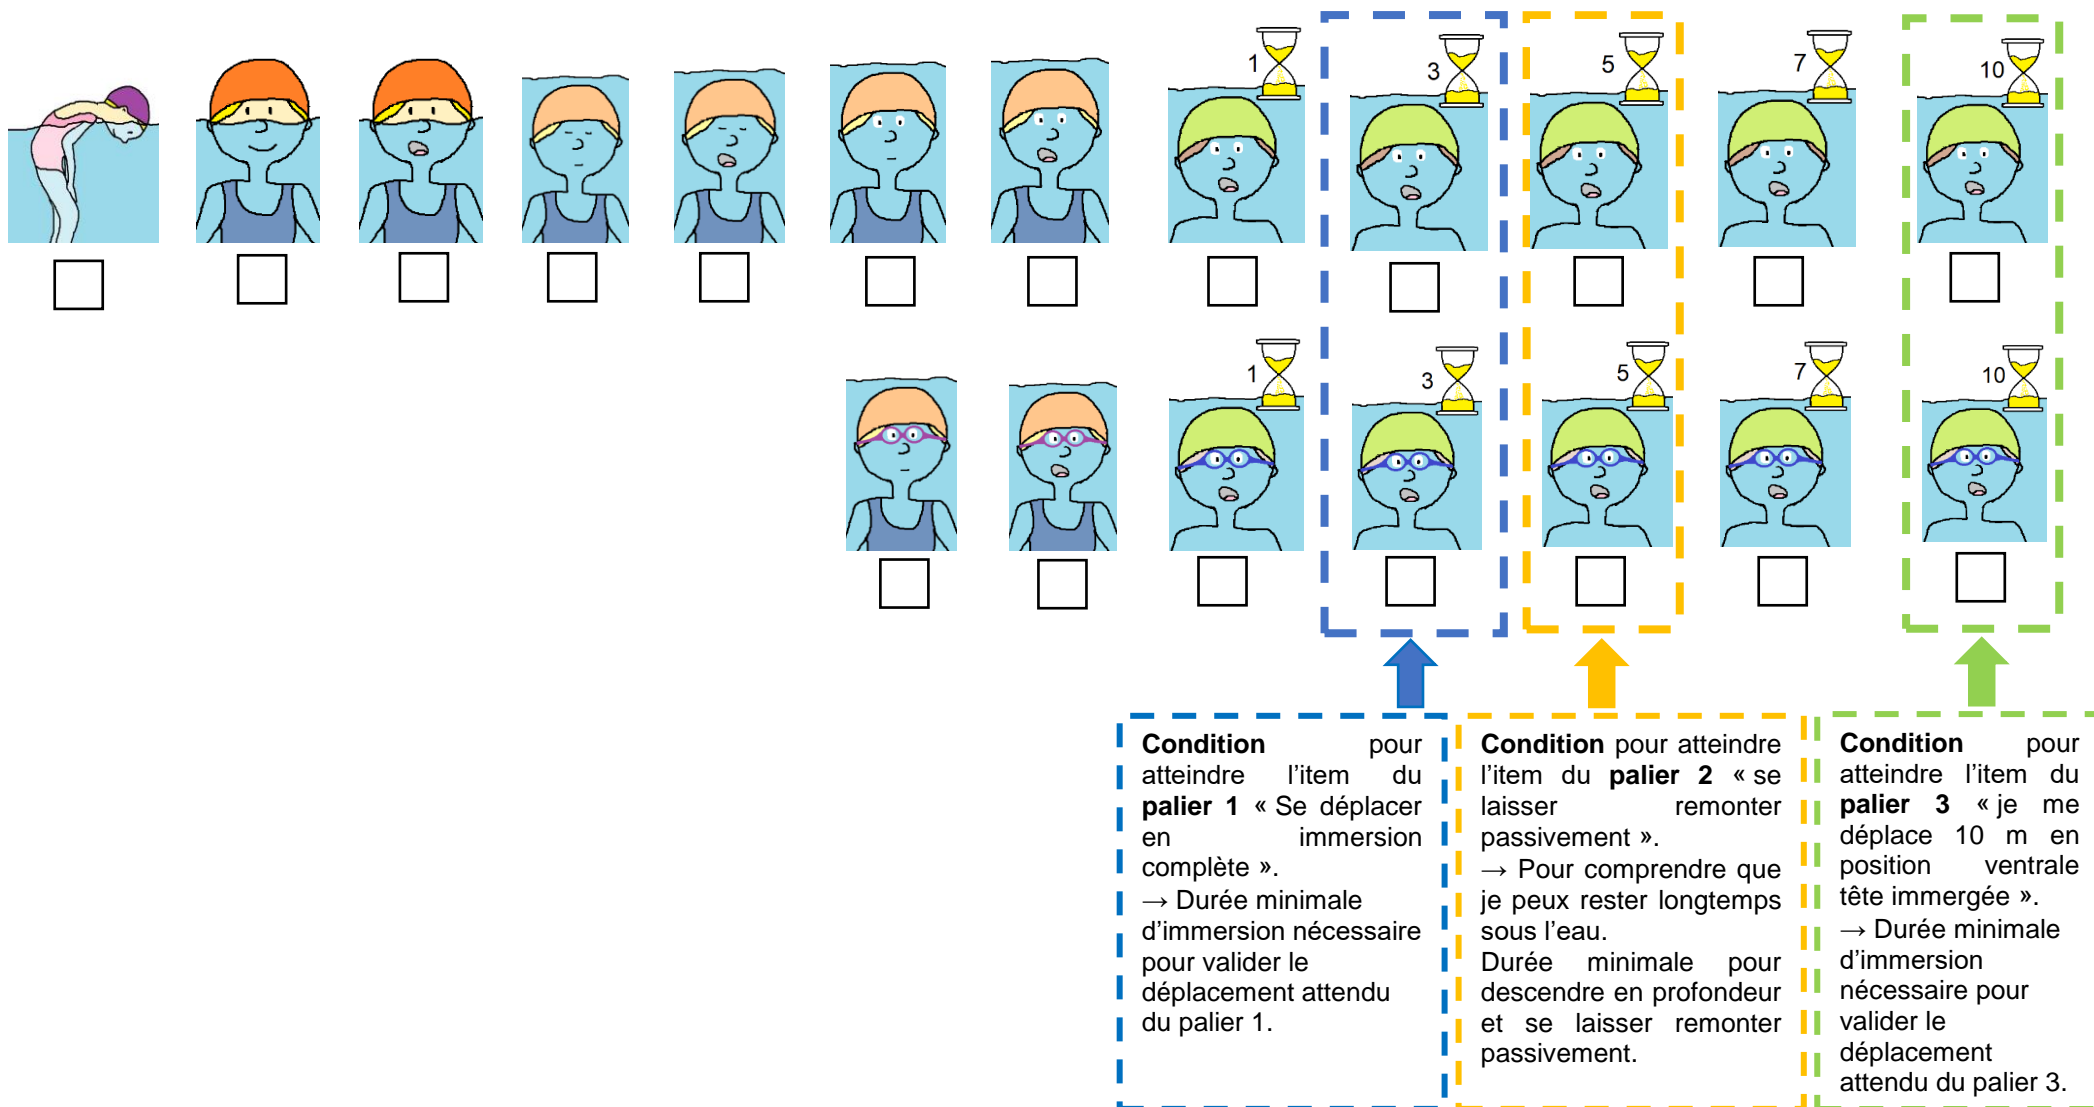 1
3
5
7
10
1
3
5
7
10
Condition pour
atteindre l’item du
palier 1 « Se déplacer
en immersion
complète ».
→ Durée minimale
d’immersion nécessaire
pour valider le
déplacement attendu
du palier 1.
Condition pour atteindre
l’item du palier 2 « se
laisser remonter
passivement ».
→ Pour comprendre que
je peux rester longtemps
sous l’eau.
Durée minimale pour
descendre en profondeur
et se laisser remonter
passivement.
Condition pour
atteindre l’item du
palier 3 « je me
déplace 10 m en
position ventrale
tête immergée ».
→ Durée minimale
d’immersion
nécessaire pour
valider le
déplacement
attendu du palier 3.